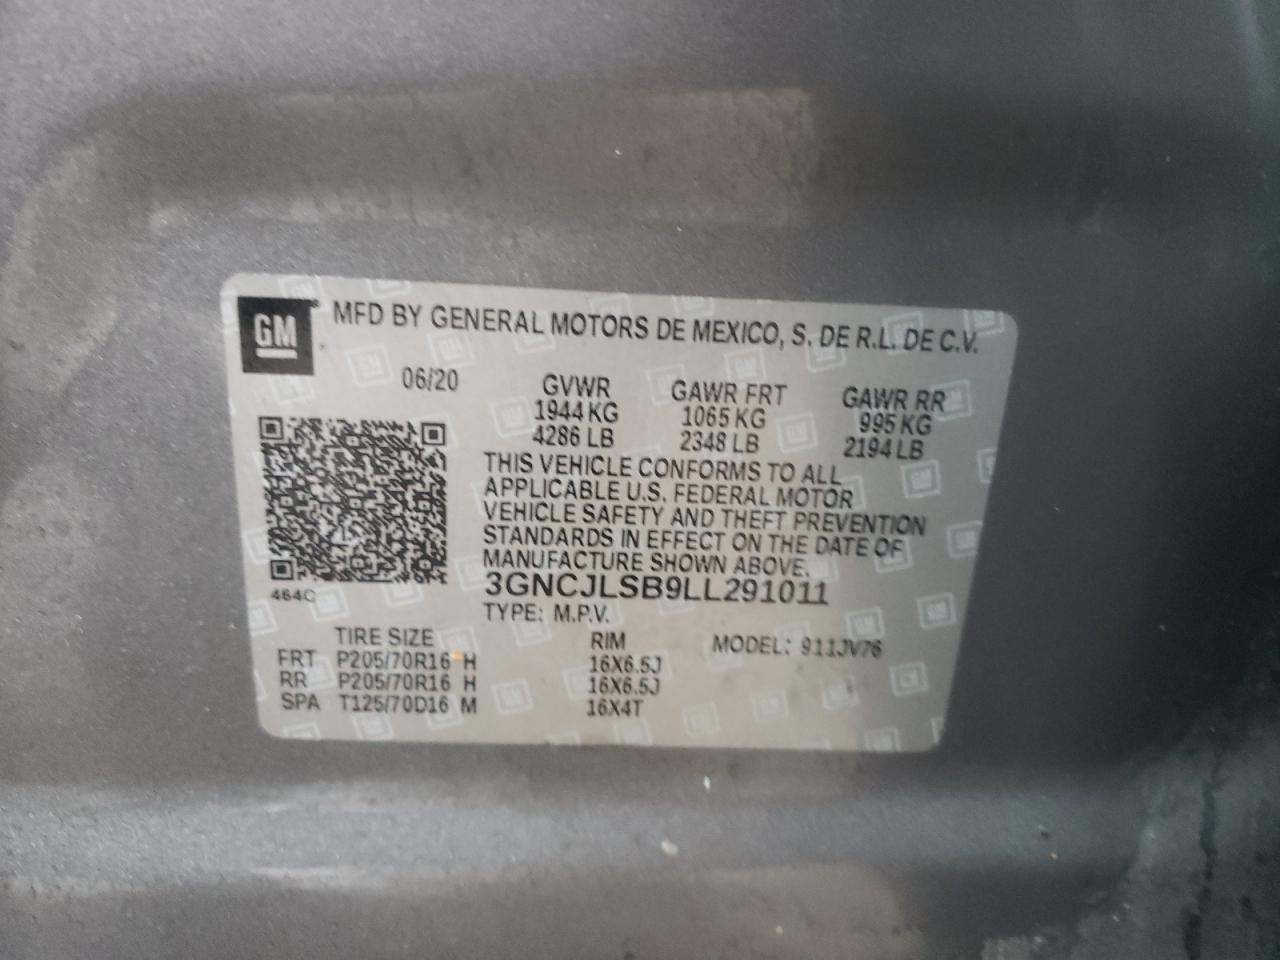 GM® MFD BY GENERAL MOTORS DE MEXICO, S. DE R.L. DE C.V.
06/20 GVWR GAWR FRT GAWR RR
1944 KG 1065 KG 995 KG
4286 LB 2348 LB 2194 LB
THIS VEHICLE CONFORMS TO ALL
APPLICABLE U.S. FEDERAL MOTOR
VEHICLE SAFETY AND THEFT PREVENTION
STANDARDS IN EFFECT ON THE DATE OF
MANUFACTURE SHOWN ABOVE.
464C 3GNCJLSB9LL291011
TYPE: M.P.V.
TIRE SIZE RIM MODEL: 911JV76
FRT P205/70R16 H 16X6.5J
RR P205/70R16 H 16X6.5J
SPA T125/70D16 M 16X4T